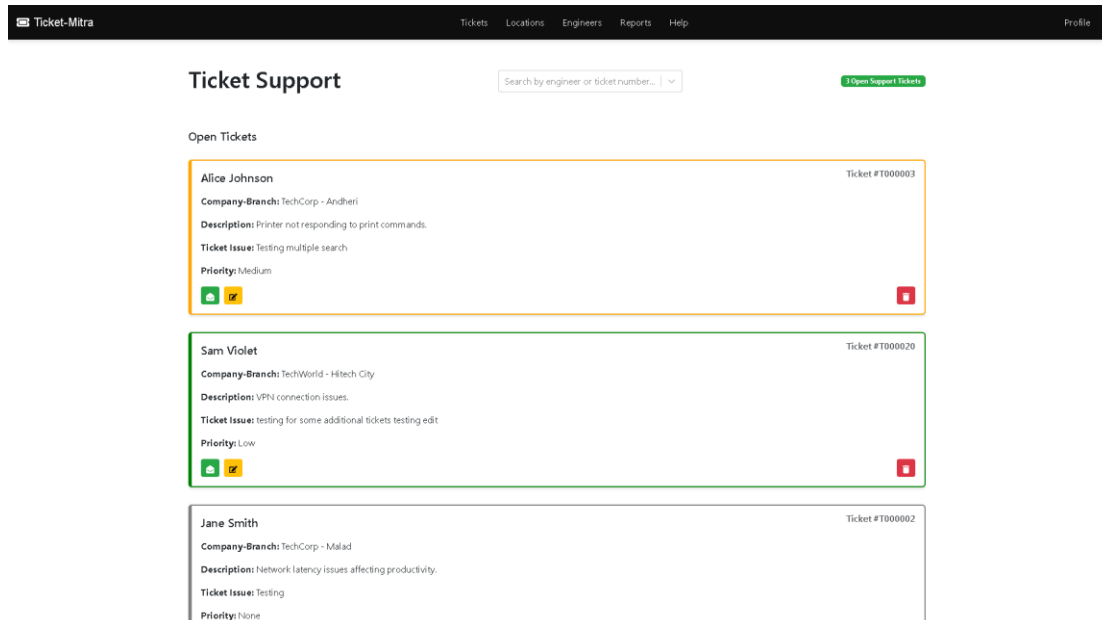 Ticket-Mitra
Tickets Locations Engineers Reports Help
Profile
Ticket Support
Search by engineer or ticket number...
3 Open Support Tickets
Open Tickets
Alice Johnson
Ticket #T000003
Company-Branch: TechCorp - Andheri
Description: Printer not responding to print commands.
Ticket Issue: Testing multiple search
Priority: Medium
Sam Violet
Ticket #T000020
Company-Branch: TechWorld - Hitech City
Description: VPN connection issues.
Ticket Issue: testing for some additional tickets testing edit
Priority: Low
Jane Smith
Ticket #T000002
Company-Branch: TechCorp - Malad
Description: Network latency issues affecting productivity.
Ticket Issue: Testing
Priority: None